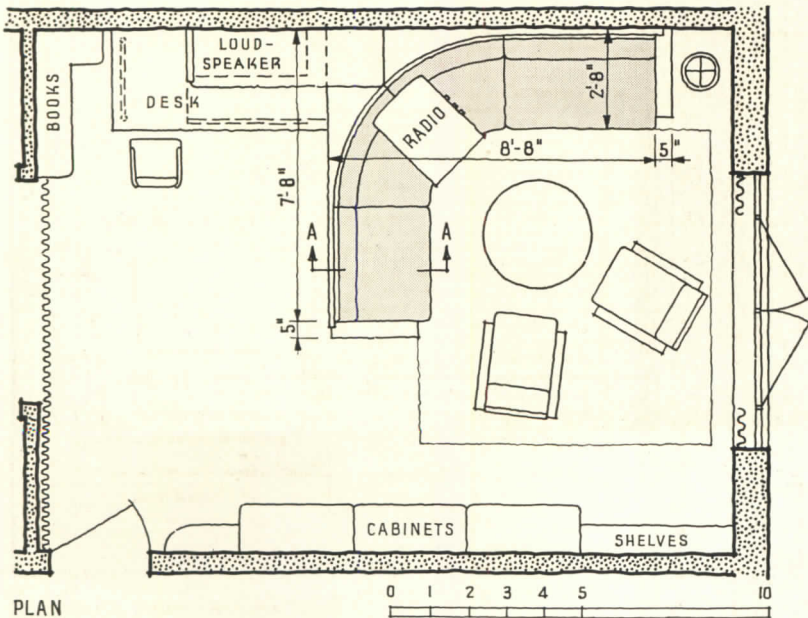 LOUD-
SPEAKER
BOOKS
DESK
2'-8"
RADIO
8'-8"
5"
7'-8"
A A
5"
CABINETS
SHELVES
PLAN
0 1 2 3 4 5 10